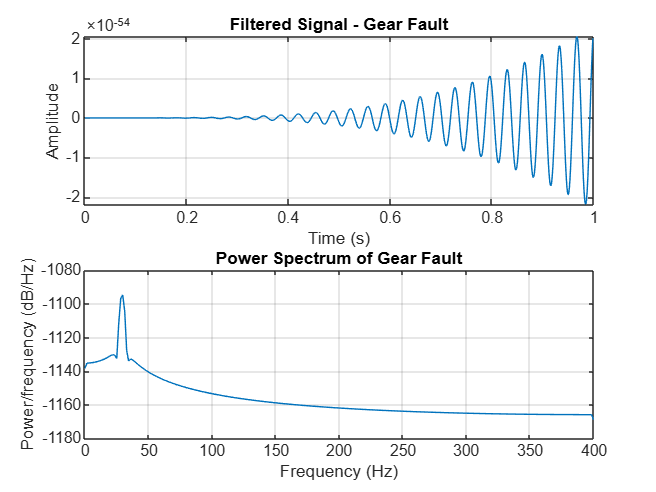 Filtered Signal - Gear Fault
×10⁻⁵⁴
2
1
0
-1
-2
Amplitude
0 0.2 0.4 0.6 0.8 1
Time (s)
Power Spectrum of Gear Fault
-1080
-1100
-1120
-1140
-1160
-1180
Power/frequency (dB/Hz)
0 50 100 150 200 250 300 350 400
Frequency (Hz)